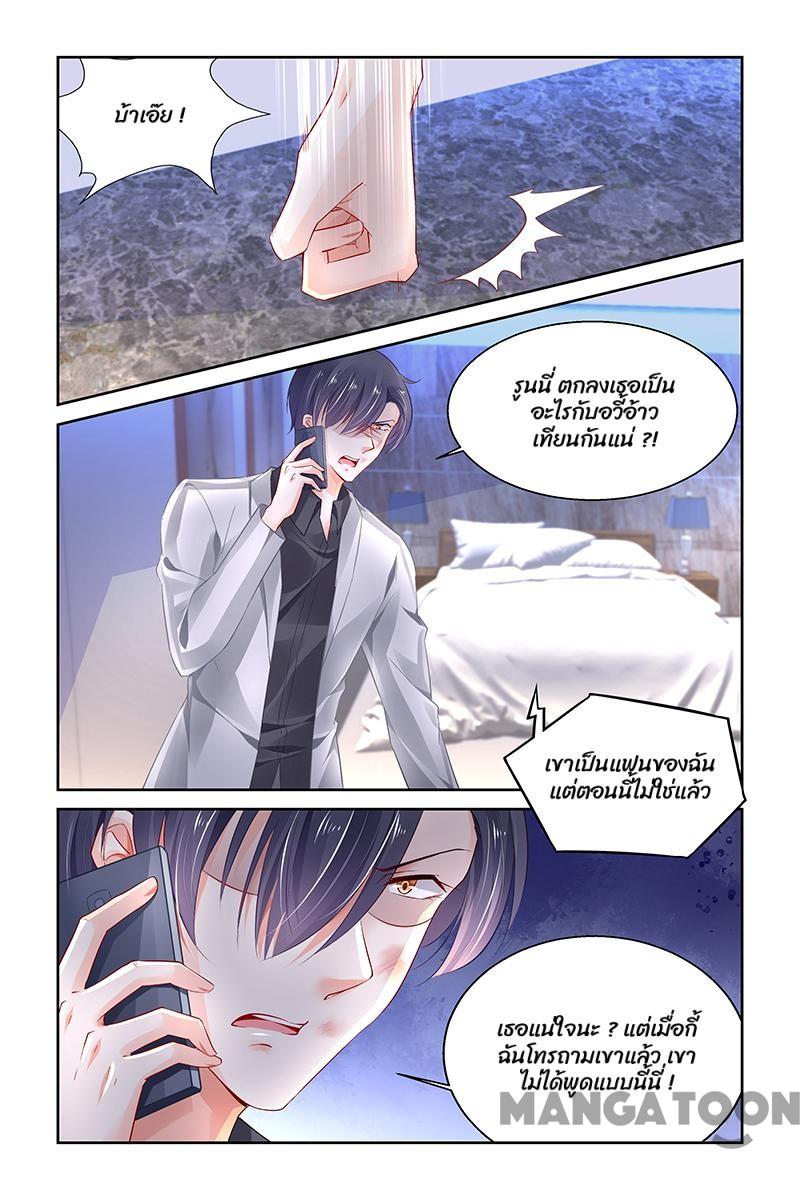 บ้าเอ๊ย !
รูนนี่ ตกลงเธอเป็น
อะไรกับอวี้อ้าว
เทียนกันแน่ ?!
เขาเป็นแฟนของฉัน
แต่ตอนนี้ไม่ใช่แล้ว
เธอแน่ใจนะ ? แต่เมื่อกี้
ฉันโทรถามเขาแล้ว เขา
ไม่ได้พูดแบบนี้นี่ !
MANGATOON